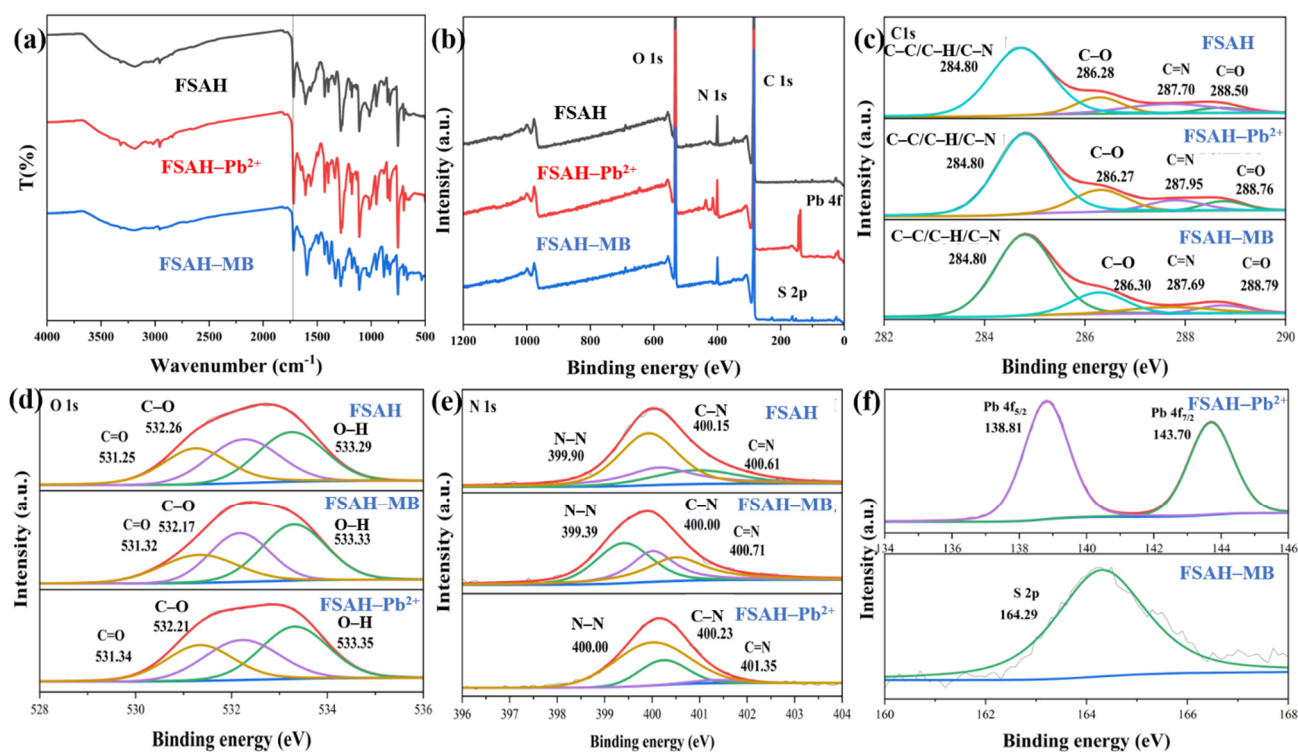 (a)
FSAH
FSAH–Pb²⁺
FSAH–MB
T(%)
4000 3500 3000 2500 2000 1500 1000 500
Wavenumber (cm⁻¹)
(b)
O 1s
N 1s
C 1s
FSAH
FSAH–Pb²⁺
Pb 4f
FSAH–MB
S 2p
Intensity (a.u.)
1200 1000 800 600 400 200 0
Binding energy (eV)
(c)
C1s
FSAH
C–C/C–H/C–N
284.80
C–O
286.28
C=N
287.70
C=O
288.50
FSAH–Pb²⁺
C–C/C–H/C–N
284.80
C–O
286.27
C=N
287.95
C=O
288.76
FSAH–MB
C–C/C–H/C–N
284.80
C–O
286.30
C=N
287.69
C=O
288.79
Intensity (a.u.)
282 284 286 288 290
Binding energy (eV)
(d)
O 1s
FSAH
C=O
531.25
C–O
532.26
O–H
533.29
FSAH–MB
C=O
531.32
C–O
532.17
O–H
533.33
FSAH–Pb²⁺
C=O
531.34
C–O
532.21
O–H
533.35
Intensity (a.u.)
528 530 532 534 536
Binding energy (eV)
(e)
N 1s
FSAH
N–N
399.90
C–N
400.15
C=N
400.61
FSAH–MB
N–N
399.39
C–N
400.00
C=N
400.71
FSAH–Pb²⁺
N–N
400.00
C–N
400.23
C=N
401.35
Intensity (a.u.)
396 397 398 399 400 401 402 403 404
Binding energy (eV)
(f)
FSAH–Pb²⁺
Pb 4f5/2
138.81
Pb 4f7/2
143.70
134 136 138 140 142 144 146
FSAH–MB
S 2p
164.29
Intensity (a.u.)
160 162 164 166 168
Binding energy (eV)